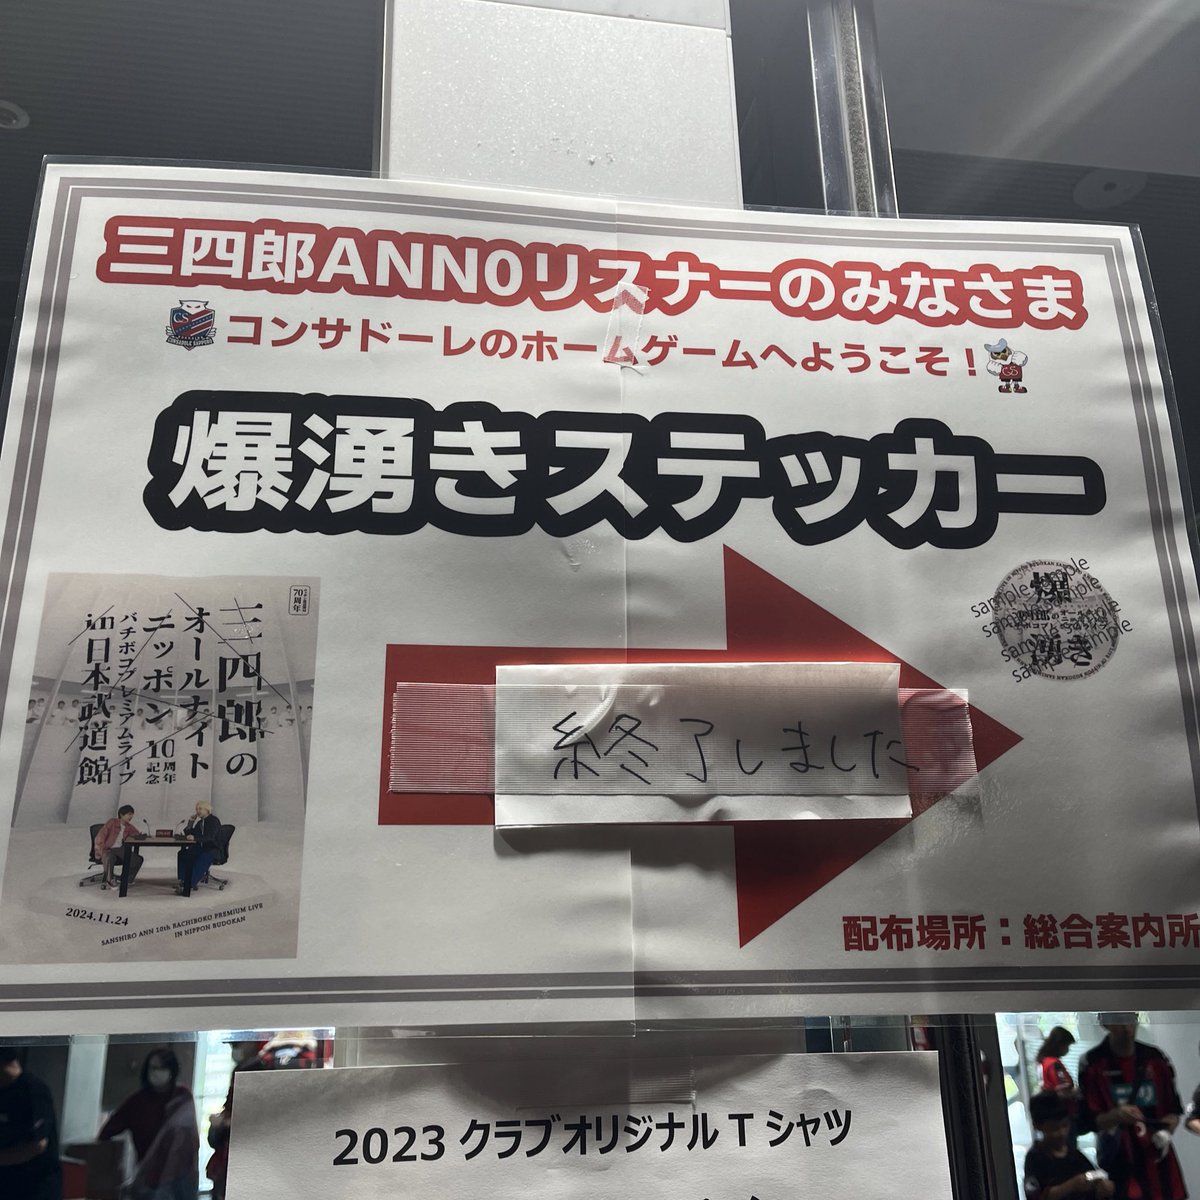 三四郎ANN0リスナーのみなさま
コンサドーレのホームゲームへようこそ！
爆湧きステッカー
三四郎の
オールナイト
ニッポン 10周年記念
バチボコプレミアムライブ
in日本武道館
70周年
2024.11.24
SANSHIRO ANN 10th BACHIBOKO PREMIUM LIVE
IN NIPPON BUDOKAN
終了しました
sample
爆
湧き
配布場所：総合案内所
2023 クラブオリジナル T シャツ